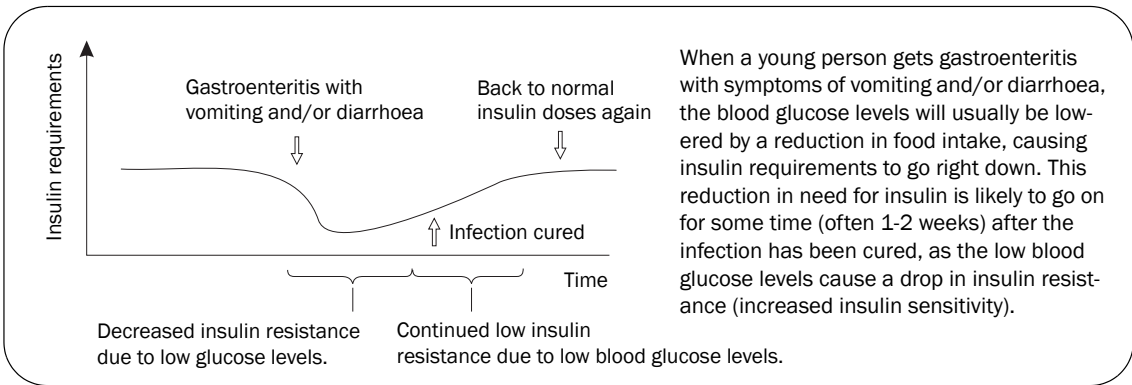 Insulin requirements
Gastroenteritis with
vomiting and/or diarrhoea
Back to normal
insulin doses again
Infection cured
Time
Decreased insulin resistance
due to low glucose levels.
Continued low insulin
resistance due to low blood glucose levels.
When a young person gets gastroenteritis
with symptoms of vomiting and/or diarrhoea,
the blood glucose levels will usually be low-
ered by a reduction in food intake, causing
insulin requirements to go right down. This
reduction in need for insulin is likely to go on
for some time (often 1-2 weeks) after the
infection has been cured, as the low blood
glucose levels cause a drop in insulin resist-
ance (increased insulin sensitivity).